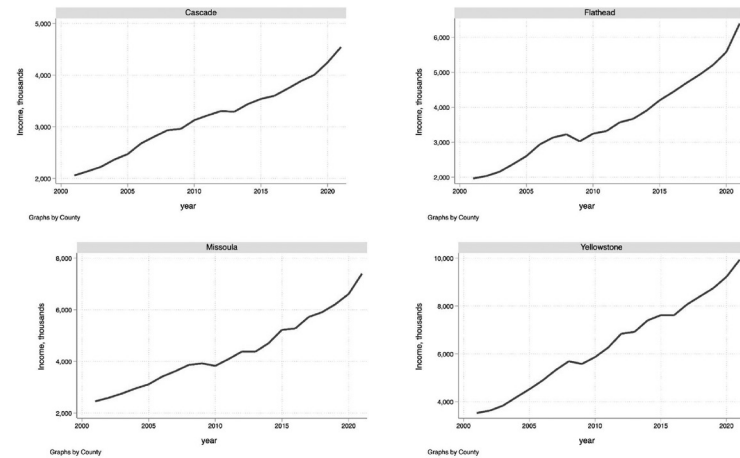 Cascade
Income, thousands
5,000
4,000
3,000
2,000
2000
2005
2010
2015
2020
year
Graphs by County
Flathead
Income, thousands
6,000
5,000
4,000
3,000
2,000
2000
2005
2010
2015
2020
year
Graphs by County
Missoula
Income, thousands
8,000
6,000
4,000
2,000
2000
2005
2010
2015
2020
year
Graphs by County
Yellowstone
Income, thousands
10,000
8,000
6,000
4,000
2000
2005
2010
2015
2020
year
Graphs by County